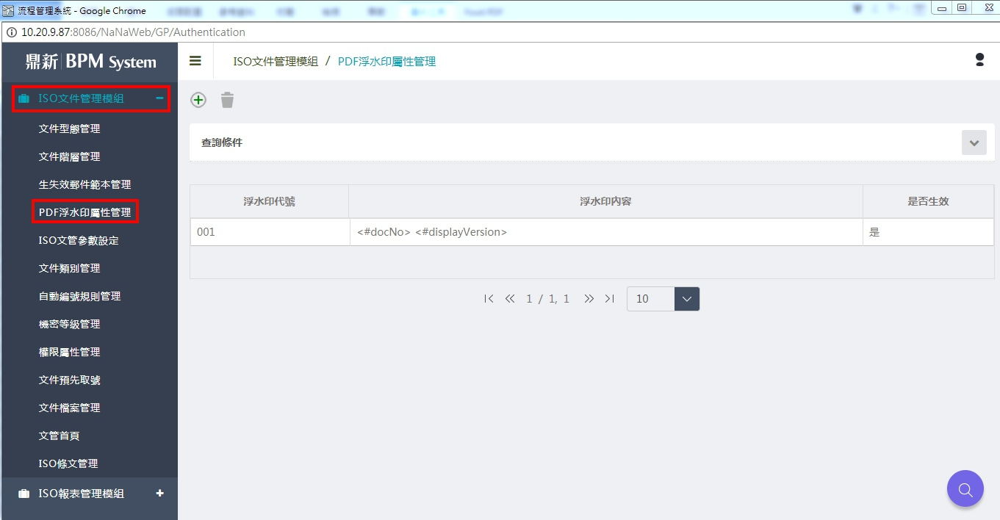 流程管理系統 - Google Chrome
10.20.9.87:8086/NaNaWeb/GP/Authentication
鼎新 BPM System
ISO文件管理模組 / PDF浮水印屬性管理
ISO文件管理模組
文件型態管理
文件階層管理
生失效郵件範本管理
PDF浮水印屬性管理
ISO文管參數設定
文件類別管理
自動編號規則管理
機密等級管理
權限屬性管理
文件預先取號
文件檔案管理
文管首頁
ISO條文管理
ISO報表管理模組
查詢條件
浮水印代號 浮水印內容 是否生效
001 <#docNo> <#displayVersion> 是
1 / 1, 1 10